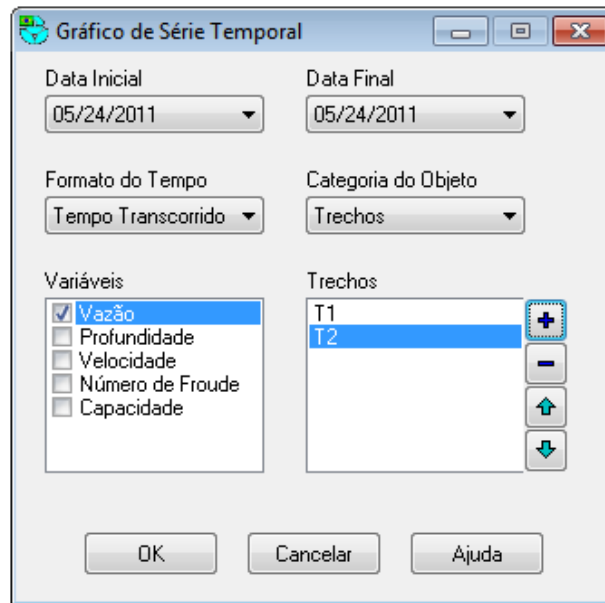 Gráfico de Série Temporal
Data Inicial
Data Final
05/24/2011
05/24/2011
Formato do Tempo
Categoria do Objeto
Tempo Transcorrido
Trechos
Variáveis
Trechos
Vazão
T1
Profundidade
T2
Velocidade
Número de Froude
Capacidade
OK
Cancelar
Ajuda